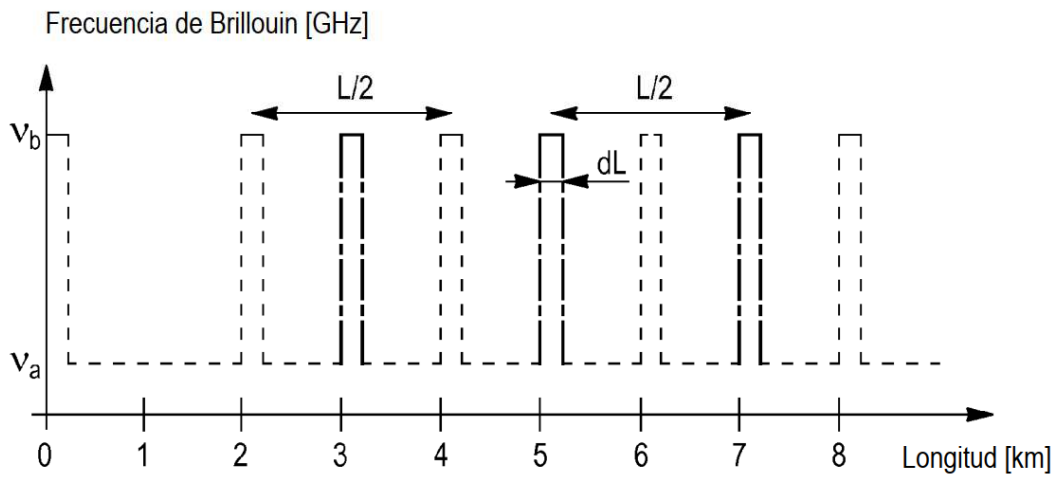 Frecuencia de Brillouin [GHz]
L/2 L/2
νb
dL
νa
0 1 2 3 4 5 6 7 8 Longitud [km]